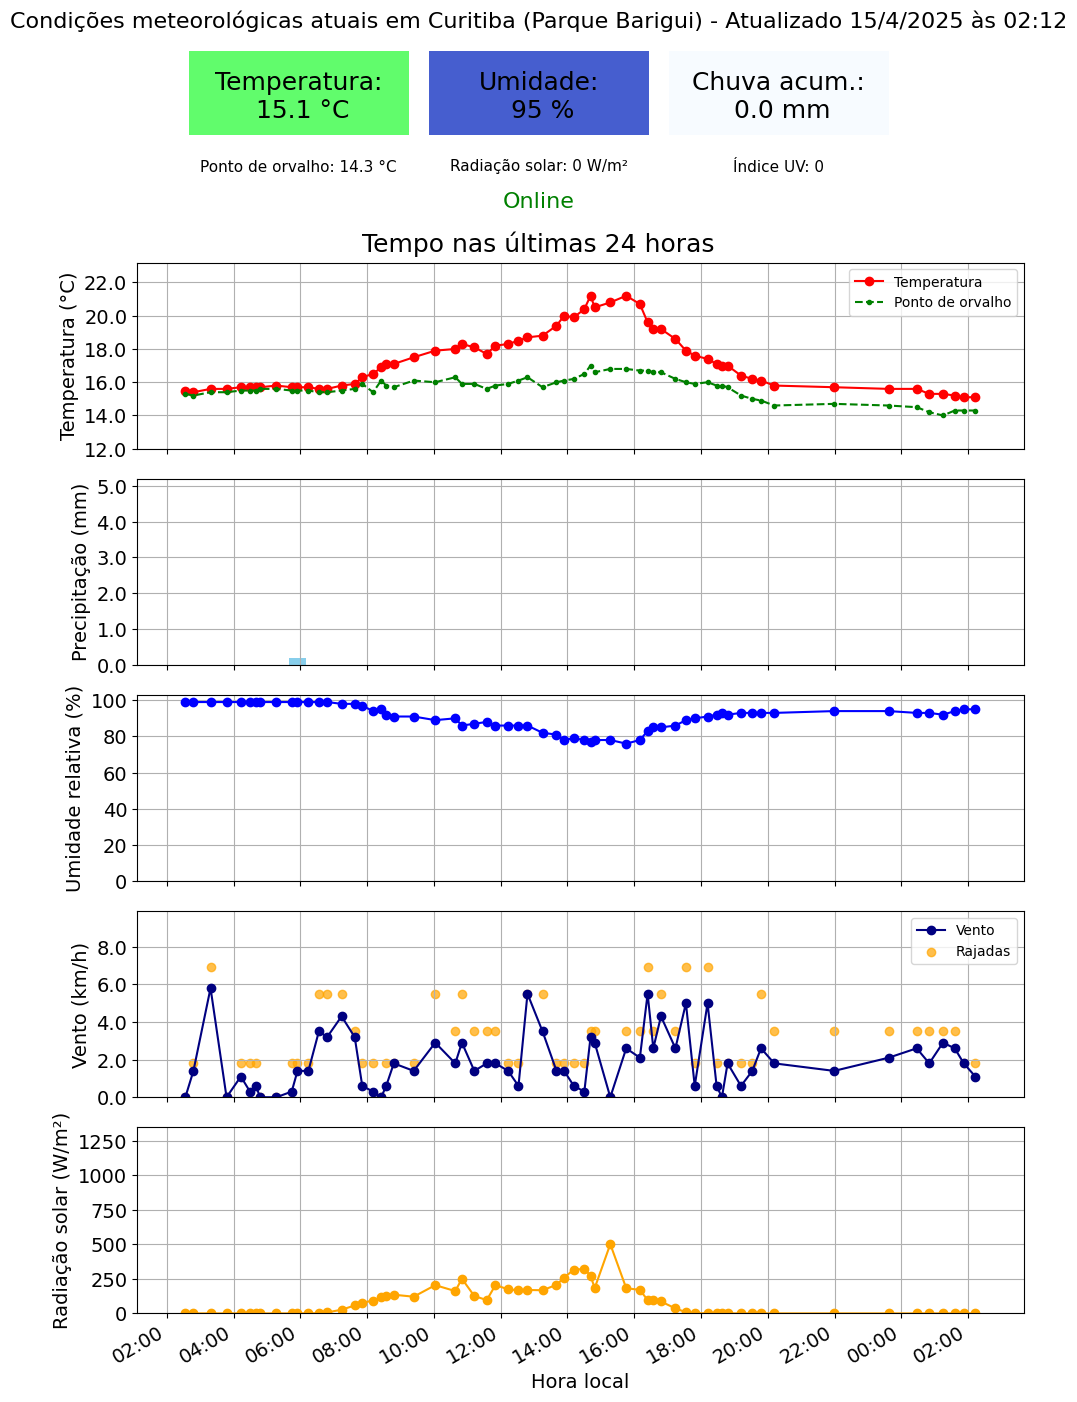 Condições meteorológicas atuais em Curitiba (Parque Barigui) - Atualizado 15/4/2025 às 02:12
Temperatura:
15.1 °C
Umidade:
95 %
Chuva acum.:
0.0 mm
Ponto de orvalho: 14.3 °C
Radiação solar: 0 W/m²
Índice UV: 0
Online
Tempo nas últimas 24 horas
Temperatura (°C)
22.0
20.0
18.0
16.0
14.0
12.0
Temperatura
Ponto de orvalho
Precipitação (mm)
5.0
4.0
3.0
2.0
1.0
0.0
Umidade relativa (%)
100
80
60
40
20
0
Vento (km/h)
8.0
6.0
4.0
2.0
0.0
Vento
Rajadas
Radiação solar (W/m²)
1250
1000
750
500
250
0
02:00
04:00
06:00
08:00
10:00
12:00
14:00
16:00
18:00
20:00
22:00
00:00
02:00
Hora local